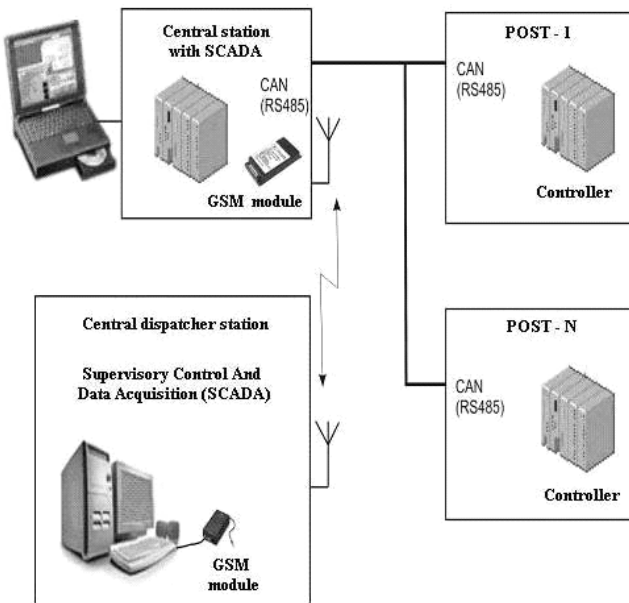 Central station
with SCADA
CAN
(RS485)
GSM module
POST - 1
CAN
(RS485)
Controller
Central dispatcher station
Supervisory Control And
Data Acquisition (SCADA)
GSM
module
POST - N
CAN
(RS485)
Controller